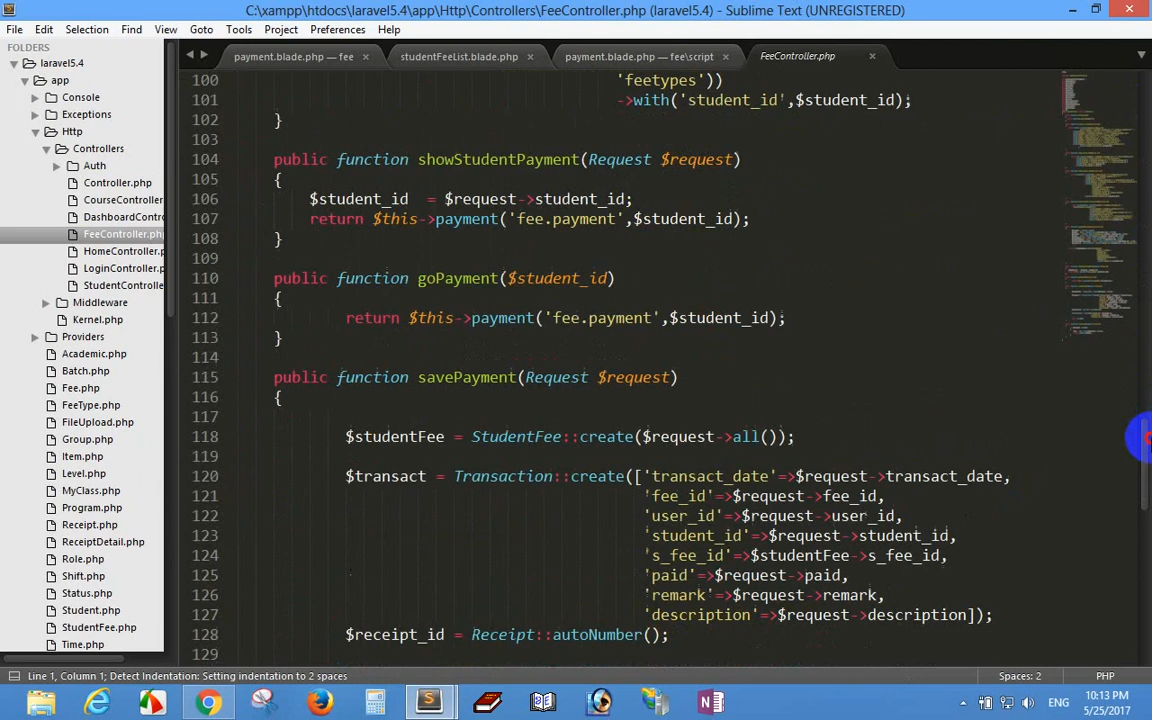 C:\xampp\htdocs\laravel5.4\app\Http\Controllers\FeeController.php (laravel5.4) - Sublime Text (UNREGISTERED)
File Edit Selection Find View Goto Tools Project Preferences Help
FOLDERS
laravel5.4
app
Console
Exceptions
Http
Controllers
Auth
Controller.php
CourseController
DashboardContro
FeeController.php
HomeController.p
LoginController.p
StudentControlle
Middleware
Kernel.php
Providers
Academic.php
Batch.php
Fee.php
FeeType.php
FileUpload.php
Group.php
Item.php
Level.php
MyClass.php
Program.php
Receipt.php
ReceiptDetail.php
Role.php
Shift.php
Status.php
Student.php
StudentFee.php
Time.php
payment.blade.php — fee × studentFeeList.blade.php × payment.blade.php — fee\script × FeeController.php ×
100 'feetypes'))
101 ->with('student_id',$student_id);
102 }
103
104 public function showStudentPayment(Request $request)
105 {
106 $student_id = $request->student_id;
107 return $this->payment('fee.payment',$student_id);
108 }
109
110 public function goPayment($student_id)
111 {
112 return $this->payment('fee.payment',$student_id);
113 }
114
115 public function savePayment(Request $request)
116 {
117
118 $studentFee = StudentFee::create($request->all());
119
120 $transact = Transaction::create(['transact_date'=>$request->transact_date,
121 'fee_id'=>$request->fee_id,
122 'user_id'=>$request->user_id,
123 'student_id'=>$request->student_id,
124 's_fee_id'=>$studentFee->s_fee_id,
125 'paid'=>$request->paid,
126 'remark'=>$request->remark,
127 'description'=>$request->description]);
128 $receipt_id = Receipt::autoNumber();
129
Line 1, Column 1; Detect Indentation: Setting indentation to 2 spaces Spaces: 2 PHP
ENG 10:13 PM
5/25/2017